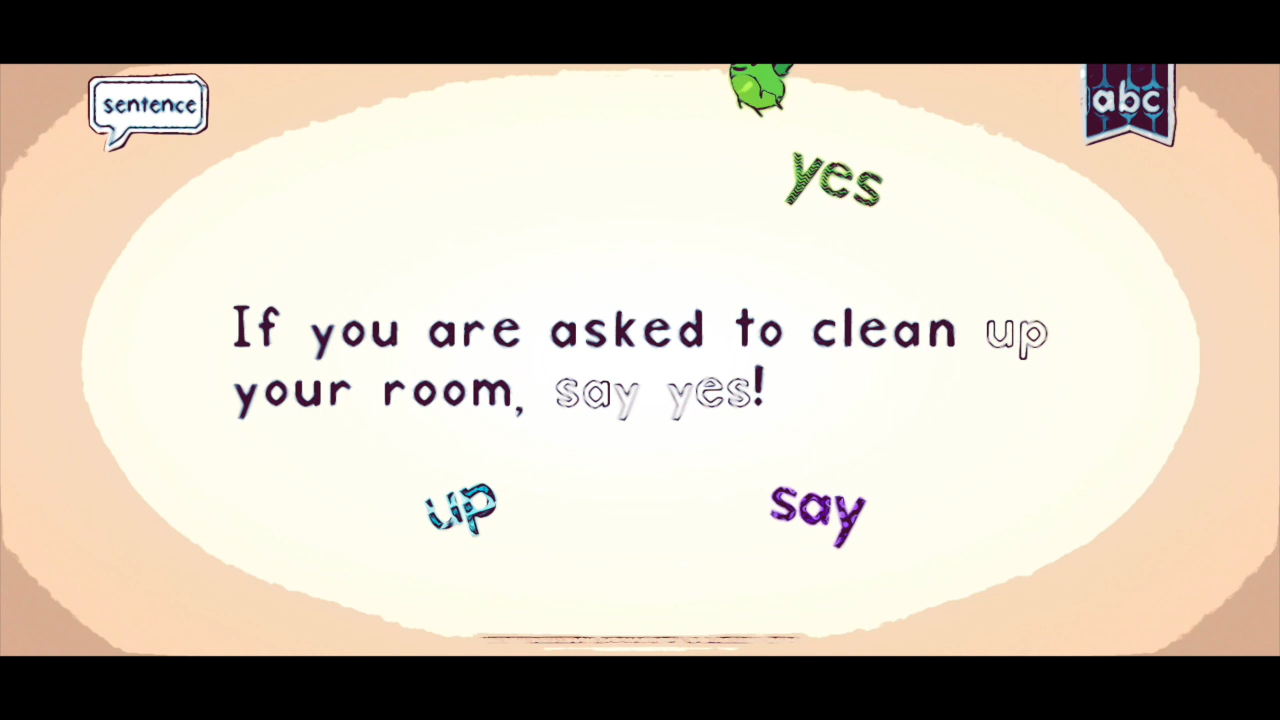 sentence
abc
yes
If you are asked to clean up
your room, say yes!
up
say